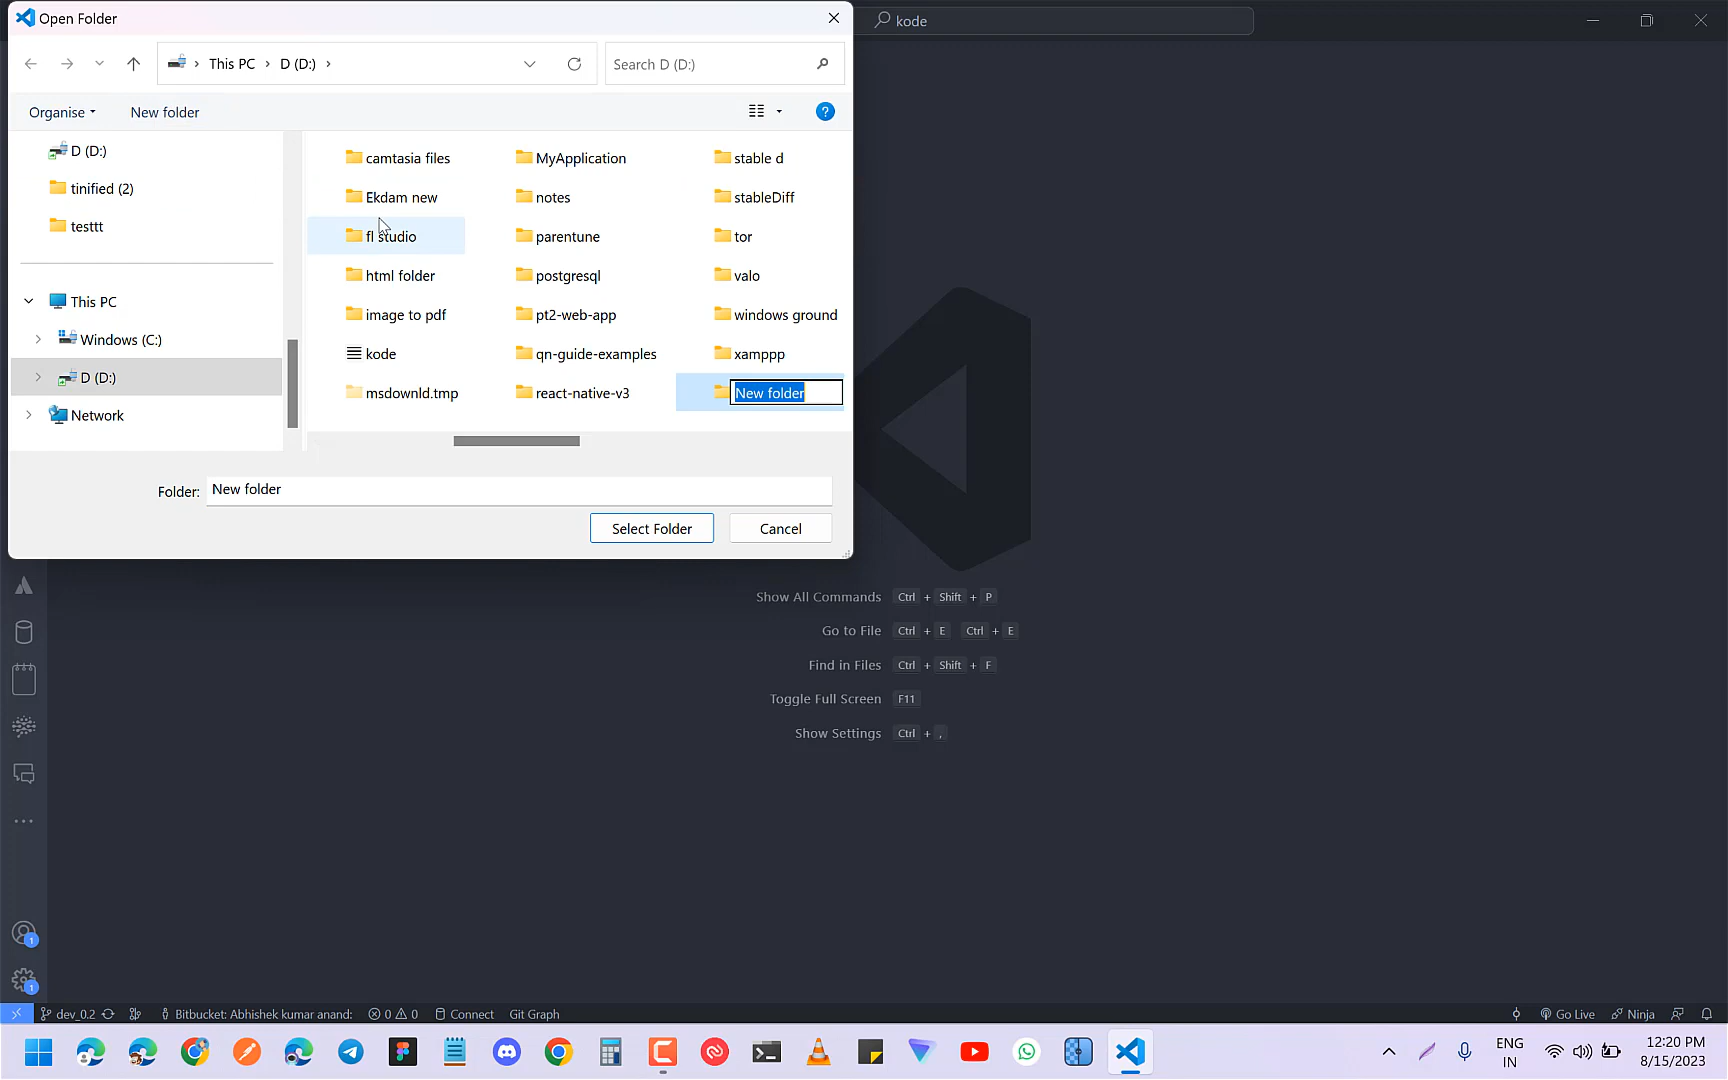 Open Folder
kode
This PC
D (D:)
Search D (D:)
Organise
New folder
?
D (D:)
tinified (2)
testtt
This PC
Windows (C:)
D (D:)
Network
camtasia files
MyApplication
stable d
Ekdam new
notes
stableDiff
fl studio
parentune
tor
html folder
postgresql
valo
image to pdf
pt2-web-app
windows ground
kode
qn-guide-examples
xamppp
msdownld.tmp
react-native-v3
New folder
Folder: New folder
Select Folder
Cancel
Show All Commands Ctrl + Shift + P
Go to File Ctrl + E Ctrl + E
Find in Files Ctrl + Shift + F
Toggle Full Screen F11
Show Settings Ctrl + ,
1
1
dev_0.2
Bitbucket: Abhishek kumar anand:
0 0
Connect
Git Graph
Go Live
Ninja
ENG
IN
12:20 PM
8/15/2023